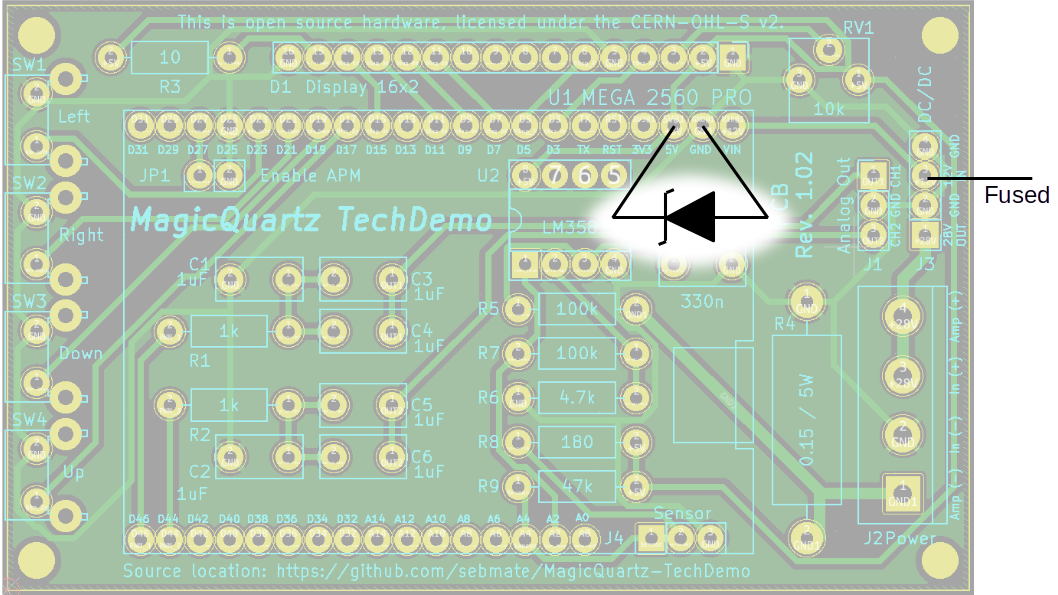 This is open source hardware, licensed under the CERN-OHL-S v2.
RV1
SW1
10
R3
D1 Display 16x2
DC/DC
U1 MEGA 2560 PRO
10k
Left
D31 D29 D27 D25 D23 D21 D19 D17 D15 D13 D11 D9 D7 D5 D3 TX RST 3V3 5V GND VIN
GND
12V IN
GND
28V OUT
JP1
Enable APM
U2
7 6 5
Analog Out
CH1
GND
CH2
Fused
SW2
MagicQuartz TechDemo
Rev. 1.02
Right
C1
1uF
C3
1uF
J1
J3
SW3
330n
R5
100k
R4
GND
4
+28V
Amp (+)
1k
R1
C4
1uF
Down
R7
100k
3
+28V
In (+)
SW4
1k
R2
C5
1uF
R6
4.7k
0.15 / 5W
2
GND
In (-)
Up
C2
1uF
C6
1uF
R8
180
R9
47k
1
GND1
Amp (-)
D46 D44 D42 D40 D38 D36 D34 D32 A14 A12 A10 A8 A6 A4 A2 A0
Sensor
J4
GND1
J2Power
Source location: https://github.com/sebmate/MagicQuartz-TechDemo